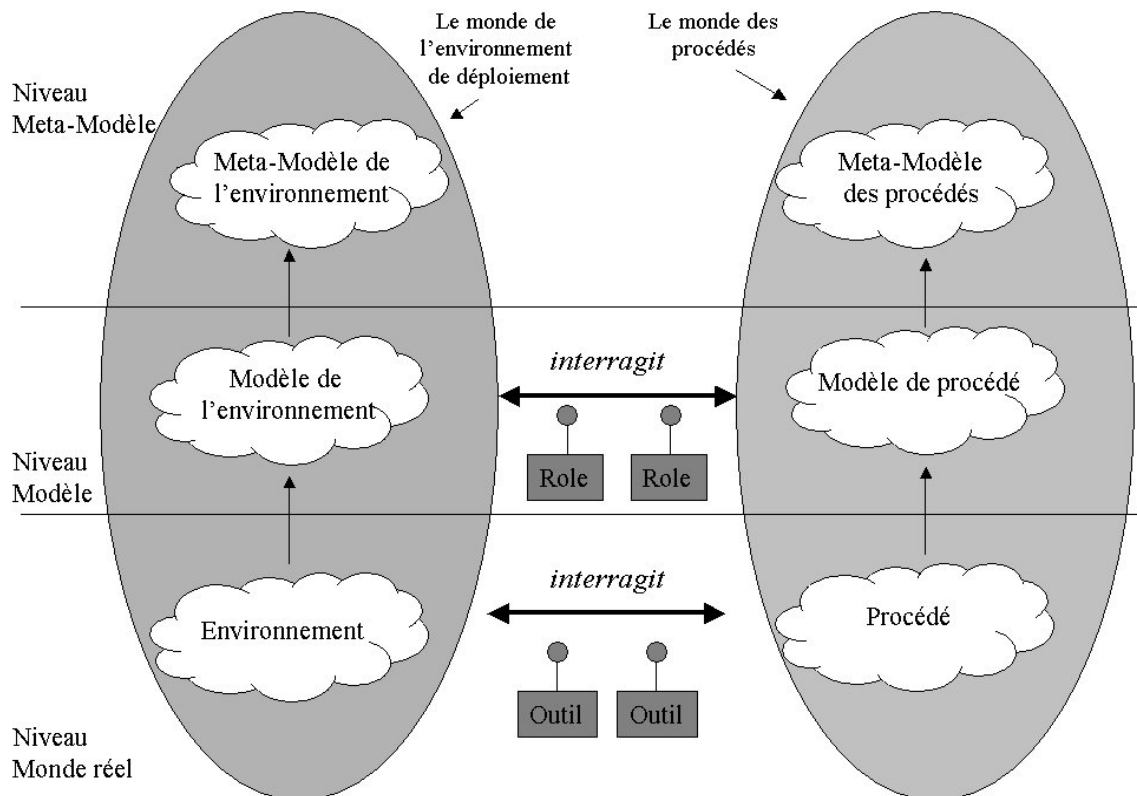 Le monde de
l'environnement
de déploiement
Le monde des
procédés
Niveau
Meta-Modèle
Meta-Modèle de
l'environnement
Meta-Modèle
des procédés
interragit
Modèle de
l'environnement
Modèle de procédé
Niveau
Modèle
Role
Role
interragit
Environnement
Procédé
Outil
Outil
Niveau
Monde réel